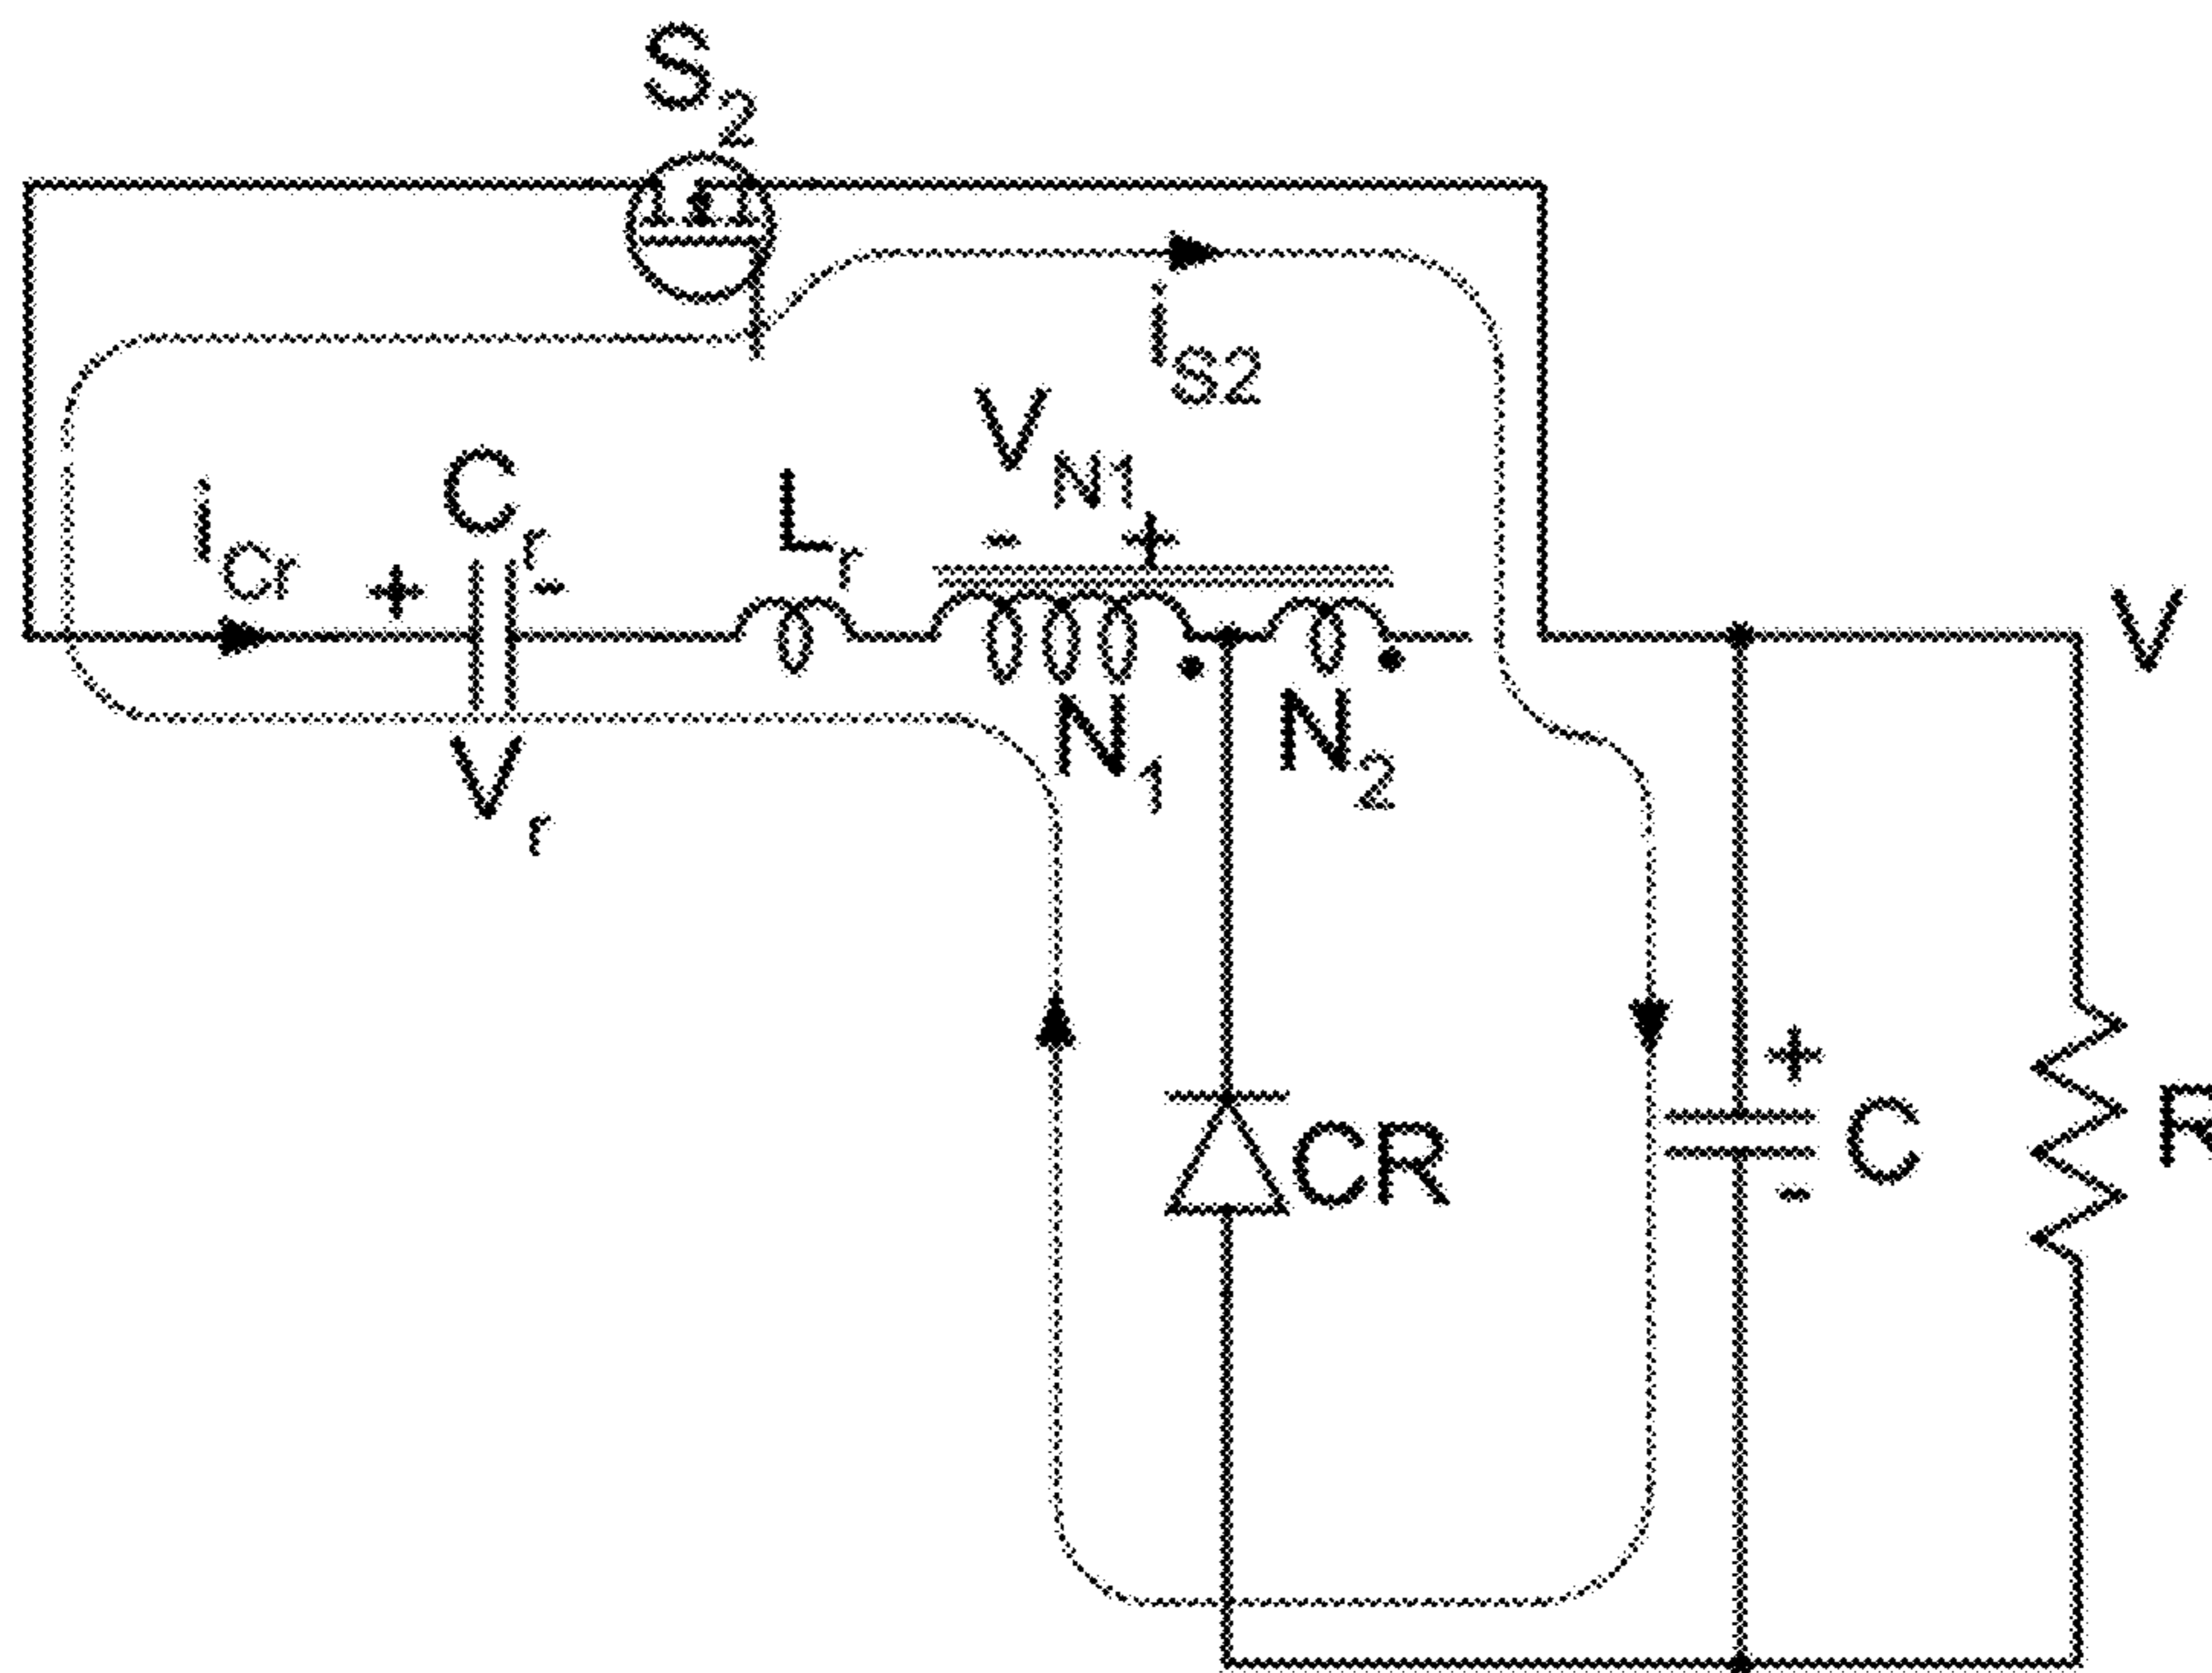 S2
iS2
VN1
- +
iCr
Cr
+ -
Lr
V
N1
N2
Vr
+
C
-
CR
R